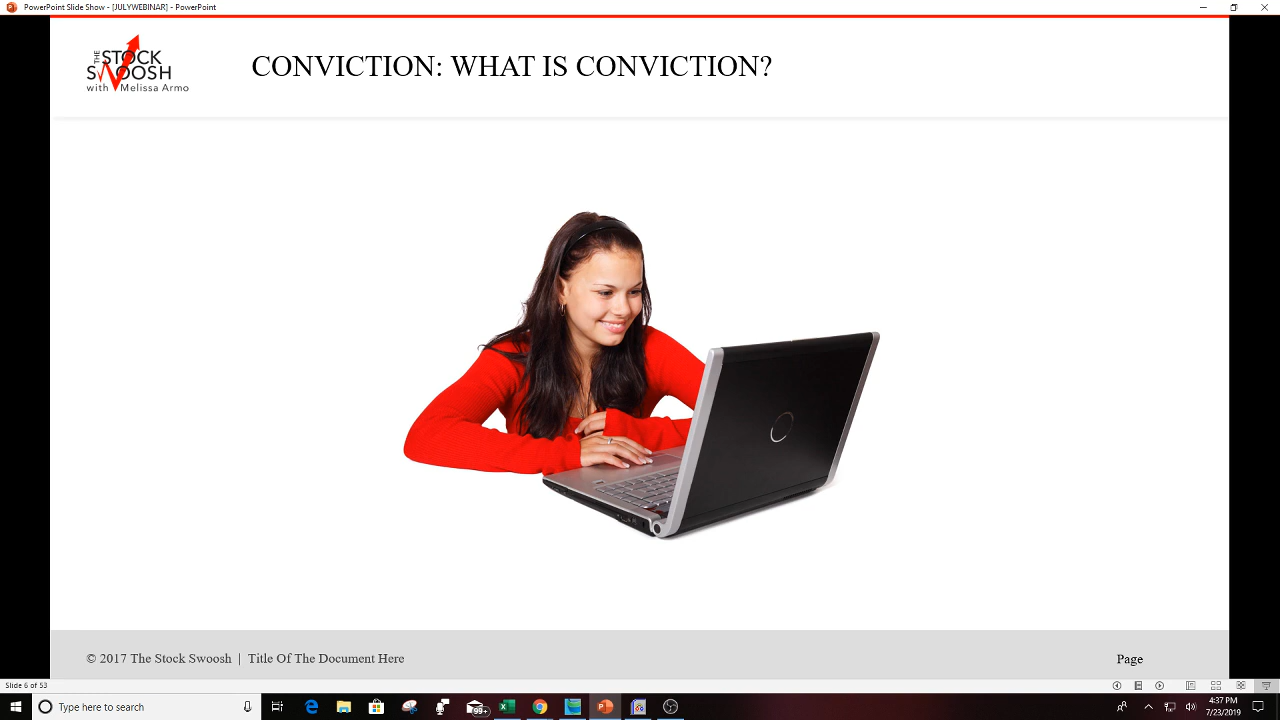 PowerPoint Slide Show - [JULYWEBINAR] - PowerPoint
THE
STOCK
SWOOSH
with Melissa Armo
CONVICTION: WHAT IS CONVICTION?
© 2017 The Stock Swoosh | Title Of The Document Here
Page
Slide 6 of 53
Type here to search
99+
4:37 PM
7/23/2019